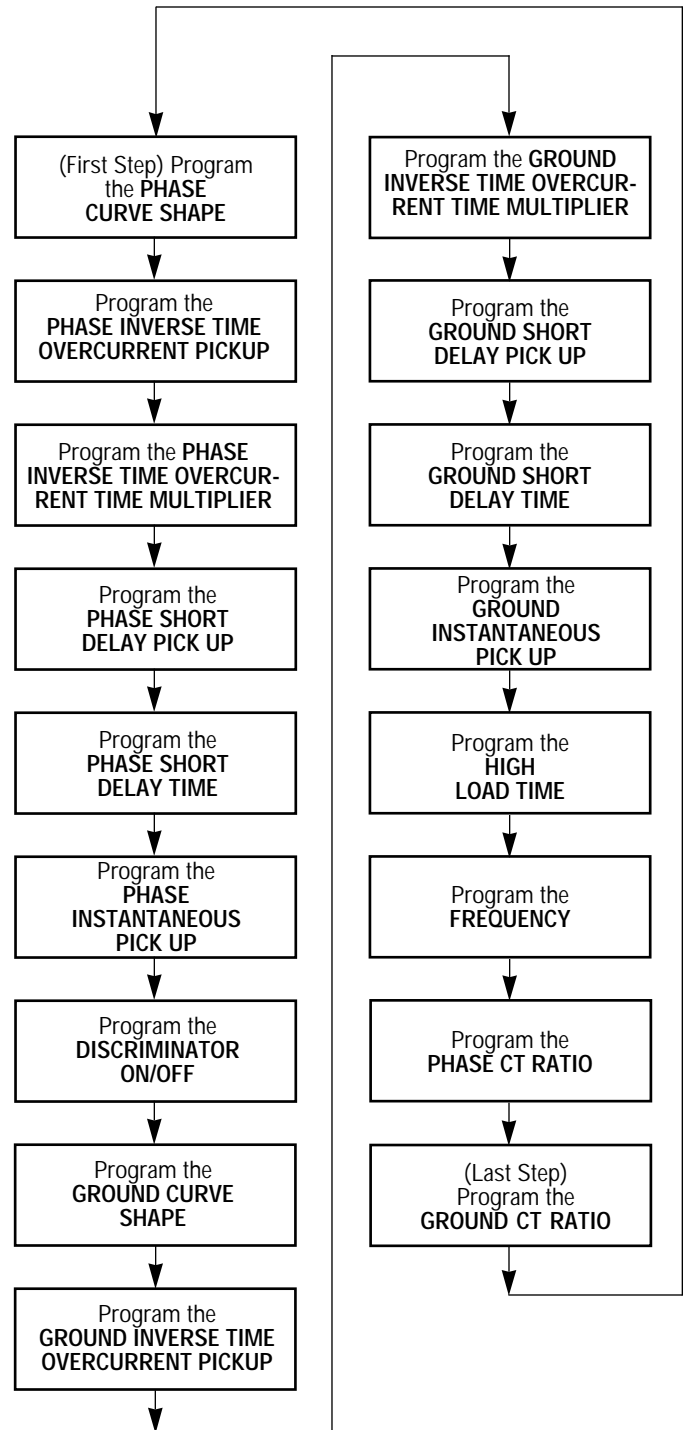 (First Step) Program
the PHASE
CURVE SHAPE
Program the
PHASE INVERSE TIME
OVERCURRENT PICKUP
Program the PHASE
INVERSE TIME OVERCUR-
RENT TIME MULTIPLIER
Program the
PHASE SHORT
DELAY PICK UP
Program the
PHASE SHORT
DELAY TIME
Program the
PHASE
INSTANTANEOUS
PICK UP
Program the
DISCRIMINATOR
ON/OFF
Program the
GROUND CURVE
SHAPE
Program the
GROUND INVERSE TIME
OVERCURRENT PICKUP
Program the GROUND
INVERSE TIME OVERCUR-
RENT TIME MULTIPLIER
Program the
GROUND SHORT
DELAY PICK UP
Program the
GROUND SHORT
DELAY TIME
Program the
GROUND
INSTANTANEOUS
PICK UP
Program the
HIGH
LOAD TIME
Program the
FREQUENCY
Program the
PHASE CT RATIO
(Last Step)
Program the
GROUND CT RATIO